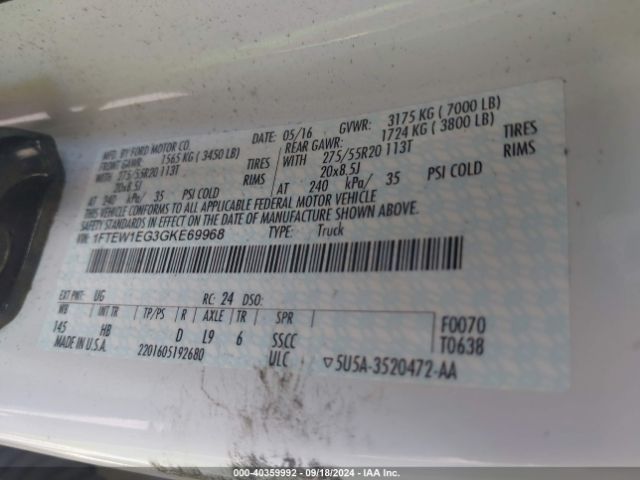 MFD. BY FORD MOTOR CO. DATE: 05/16 GVWR: 3175 KG ( 7000 LB)
FRONT GAWR: 1565 KG ( 3450 LB) REAR GAWR: 1724 KG ( 3800 LB)
WITH 275/55R20 113T TIRES WITH 275/55R20 113T TIRES
20x8.5J RIMS 20x8.5J RIMS
AT 240 kPa/ 35 PSI COLD AT 240 kPa/ 35 PSI COLD
THIS VEHICLE CONFORMS TO ALL APPLICABLE FEDERAL MOTOR VEHICLE
SAFETY STANDARDS IN EFFECT ON THE DATE OF MANUFACTURE SHOWN ABOVE.
VIN: 1FTEW1EG3GKE69968 TYPE: Truck
EXT PNT: UG RC: 24 DSO:
WB INT TR TP/PS R AXLE TR SPR F0070
145 HB D L9 6 SSCC T0638
MADE IN U.S.A. 2201605192680 ULC ▽5U5A-3520472-AA
000-40359992 - 09/18/2024 - IAA Inc.